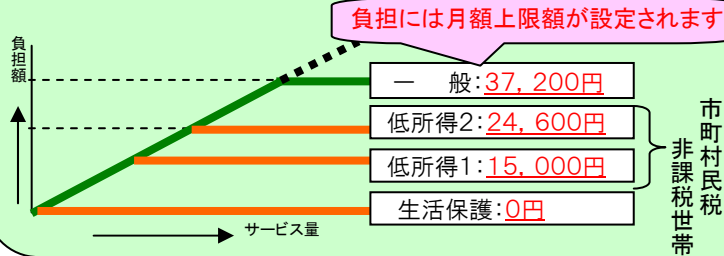 負担には月額上限額が設定されます
負担額
一　般：37，200円
低所得2：24，600円
低所得1：15，000円
生活保護：0円
市町村民税
非課税世帯
サービス量